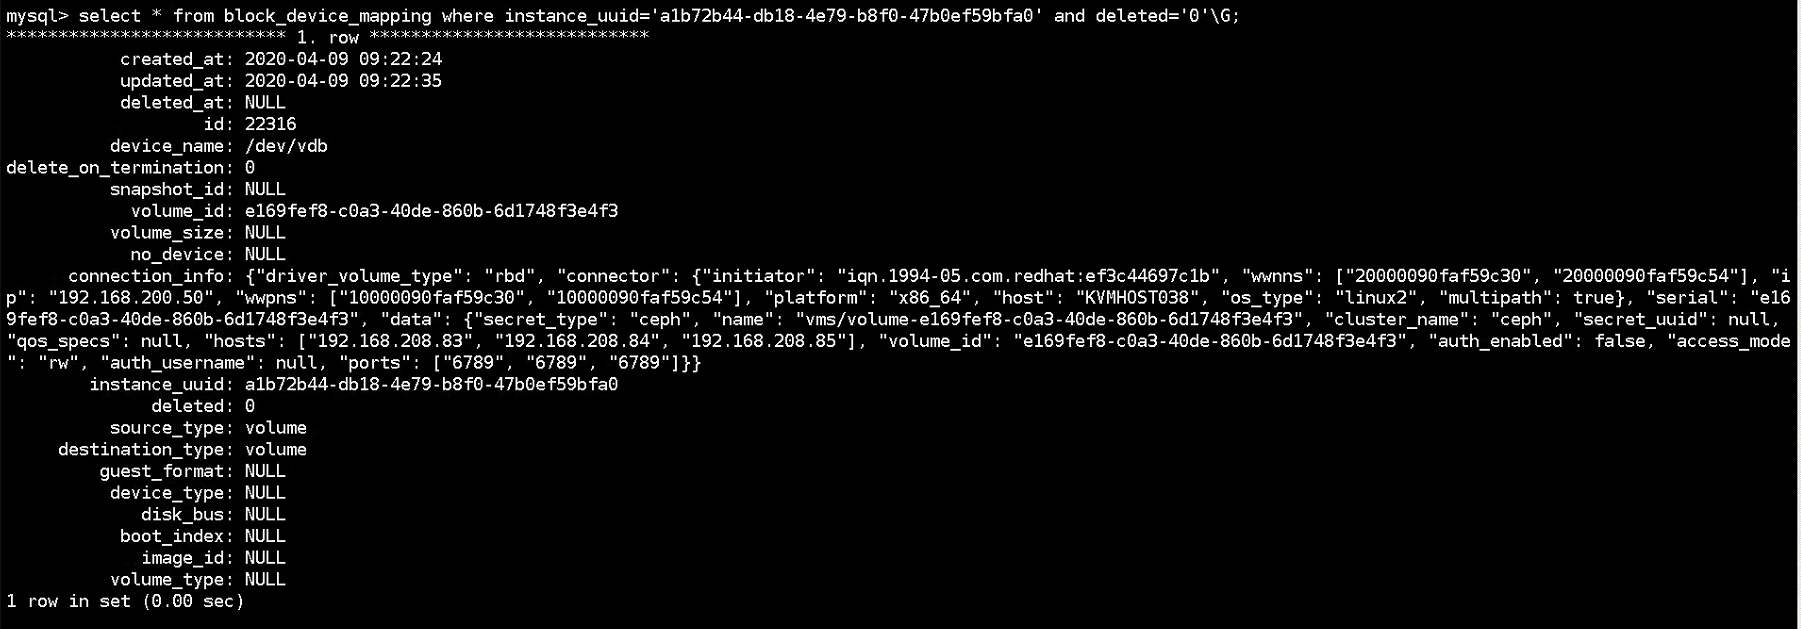 mysql> select * from block_device_mapping where instance_uuid='a1b72b44-db18-4e79-b8f0-47b0ef59bfa0' and deleted='0'\G;
*************************** 1. row ***************************
created_at: 2020-04-09 09:22:24
updated_at: 2020-04-09 09:22:35
deleted_at: NULL
id: 22316
device_name: /dev/vdb
delete_on_termination: 0
snapshot_id: NULL
volume_id: e169fef8-c0a3-40de-860b-6d1748f3e4f3
volume_size: NULL
no_device: NULL
connection_info: {"driver_volume_type": "rbd", "connector": {"initiator": "iqn.1994-05.com.redhat:ef3c44697c1b", "wwnns": ["20000090faf59c30", "20000090faf59c54"], "i
p": "192.168.200.50", "wwpns": ["10000090faf59c30", "10000090faf59c54"], "platform": "x86_64", "host": "KVMHOST038", "os_type": "linux2", "multipath": true}, "serial": "e16
9fef8-c0a3-40de-860b-6d1748f3e4f3", "data": {"secret_type": "ceph", "name": "vms/volume-e169fef8-c0a3-40de-860b-6d1748f3e4f3", "cluster_name": "ceph", "secret_uuid": null,
"qos_specs": null, "hosts": ["192.168.208.83", "192.168.208.84", "192.168.208.85"], "volume_id": "e169fef8-c0a3-40de-860b-6d1748f3e4f3", "auth_enabled": false, "access_mode
": "rw", "auth_username": null, "ports": ["6789", "6789", "6789"]}}
instance_uuid: a1b72b44-db18-4e79-b8f0-47b0ef59bfa0
deleted: 0
source_type: volume
destination_type: volume
guest_format: NULL
device_type: NULL
disk_bus: NULL
boot_index: NULL
image_id: NULL
volume_type: NULL
1 row in set (0.00 sec)